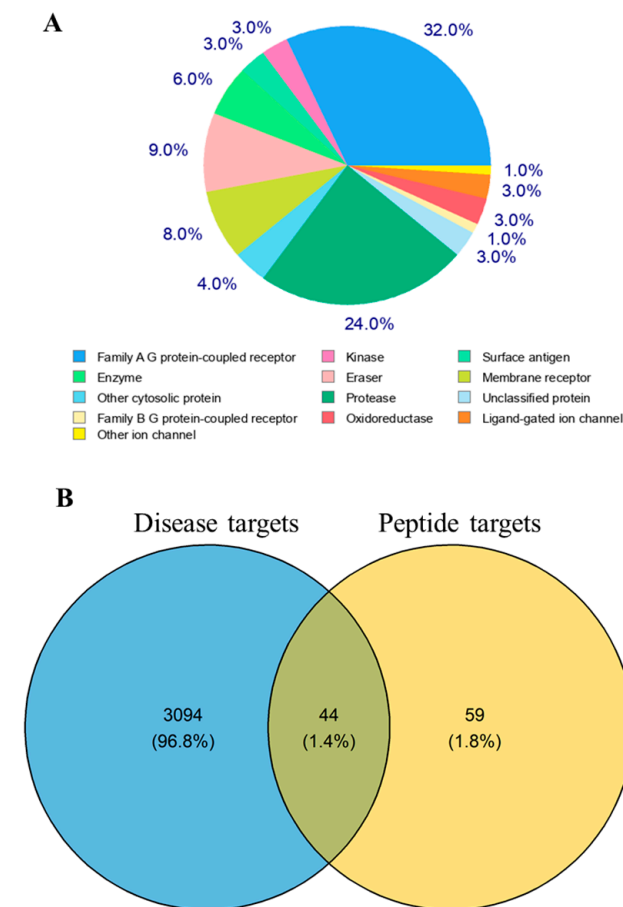 A
3.0%
32.0%
3.0%
6.0%
9.0%
1.0%
3.0%
3.0%
8.0%
1.0%
3.0%
4.0%
24.0%
Family A G protein-coupled receptor
Kinase
Surface antigen
Enzyme
Eraser
Membrane receptor
Other cytosolic protein
Protease
Unclassified protein
Family B G protein-coupled receptor
Oxidoreductase
Ligand-gated ion channel
Other ion channel
B
Disease targets
Peptide targets
3094
(96.8%)
44
(1.4%)
59
(1.8%)